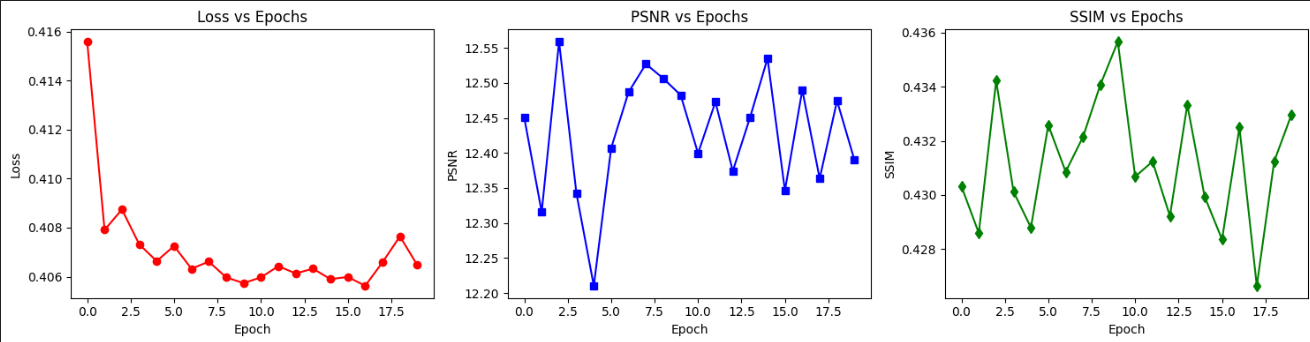 Loss vs Epochs
0.416
0.414
0.412
0.410
0.408
0.406
Loss
0.0 2.5 5.0 7.5 10.0 12.5 15.0 17.5
Epoch
PSNR vs Epochs
12.55
12.50
12.45
12.40
12.35
12.30
12.25
12.20
PSNR
0.0 2.5 5.0 7.5 10.0 12.5 15.0 17.5
Epoch
SSIM vs Epochs
0.436
0.434
0.432
0.430
0.428
SSIM
0.0 2.5 5.0 7.5 10.0 12.5 15.0 17.5
Epoch